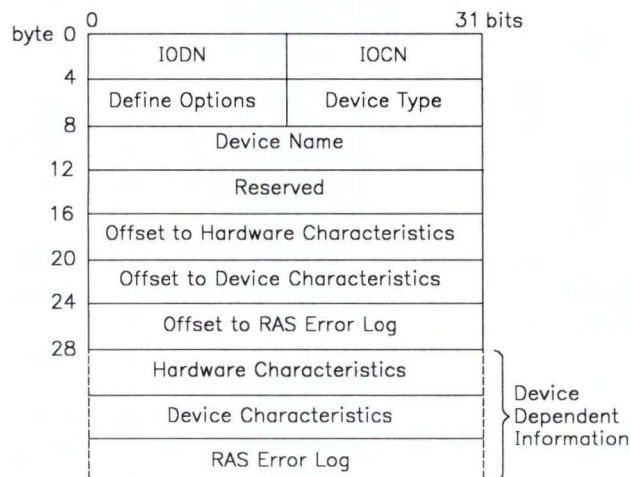 0 31 bits
byte 0
IODN IOCN
4
Define Options Device Type
8
Device Name
12
Reserved
16
Offset to Hardware Characteristics
20
Offset to Device Characteristics
24
Offset to RAS Error Log
28
Hardware Characteristics
Device Characteristics
RAS Error Log
Device
Dependent
Information